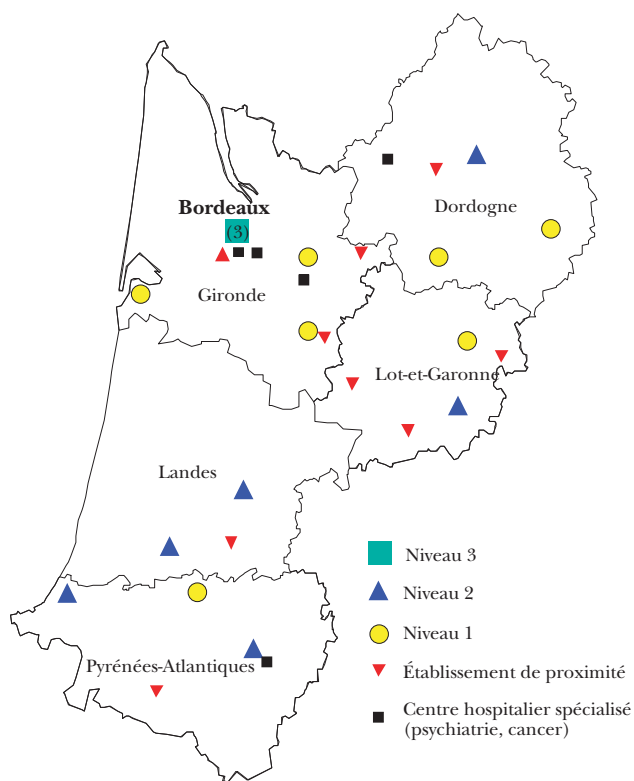 Bordeaux
(3)
Dordogne
Gironde
Lot-et-Garonne
Landes
Pyrénées-Atlantiques
Niveau 3
Niveau 2
Niveau 1
Établissement de proximité
Centre hospitalier spécialisé
(psychiatrie, cancer)